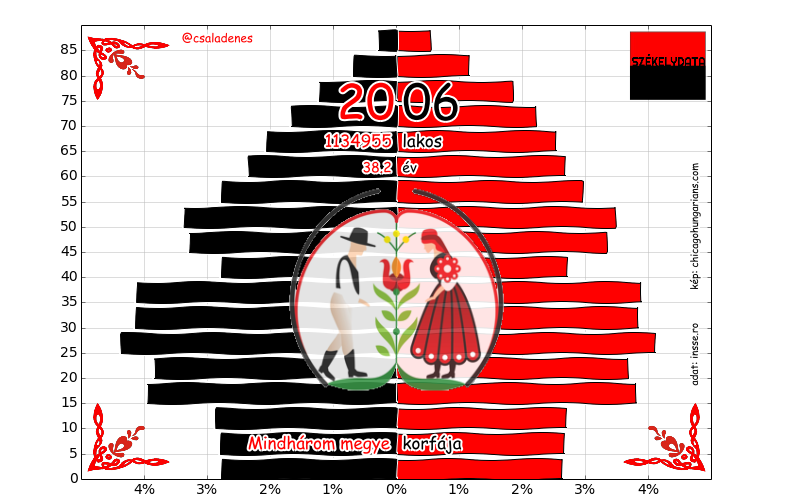 @csaladenes
SZÉKELYDATA
2006
1134955 lakos
38,2 év
Mindhárom megye korfája
kép: chicagohungarians.com
adat: insse.ro
85
80
75
70
65
60
55
50
45
40
35
30
25
20
15
10
5
0
4% 3% 2% 1% 0% 1% 2% 3% 4%